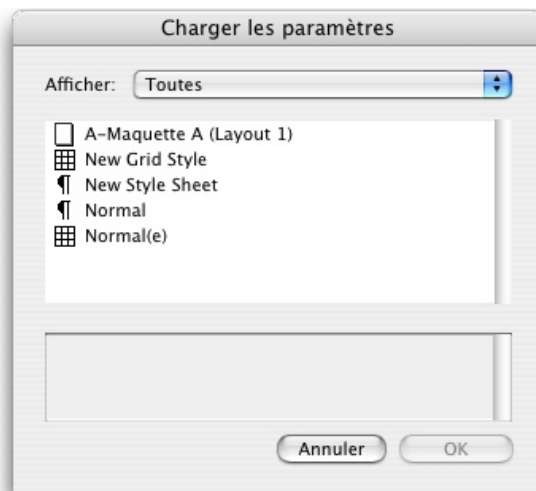 Charger les paramètres
Afficher: Toutes
A-Maquette A (Layout 1)
New Grid Style
¶ New Style Sheet
¶ Normal
Normal(e)
Annuler OK